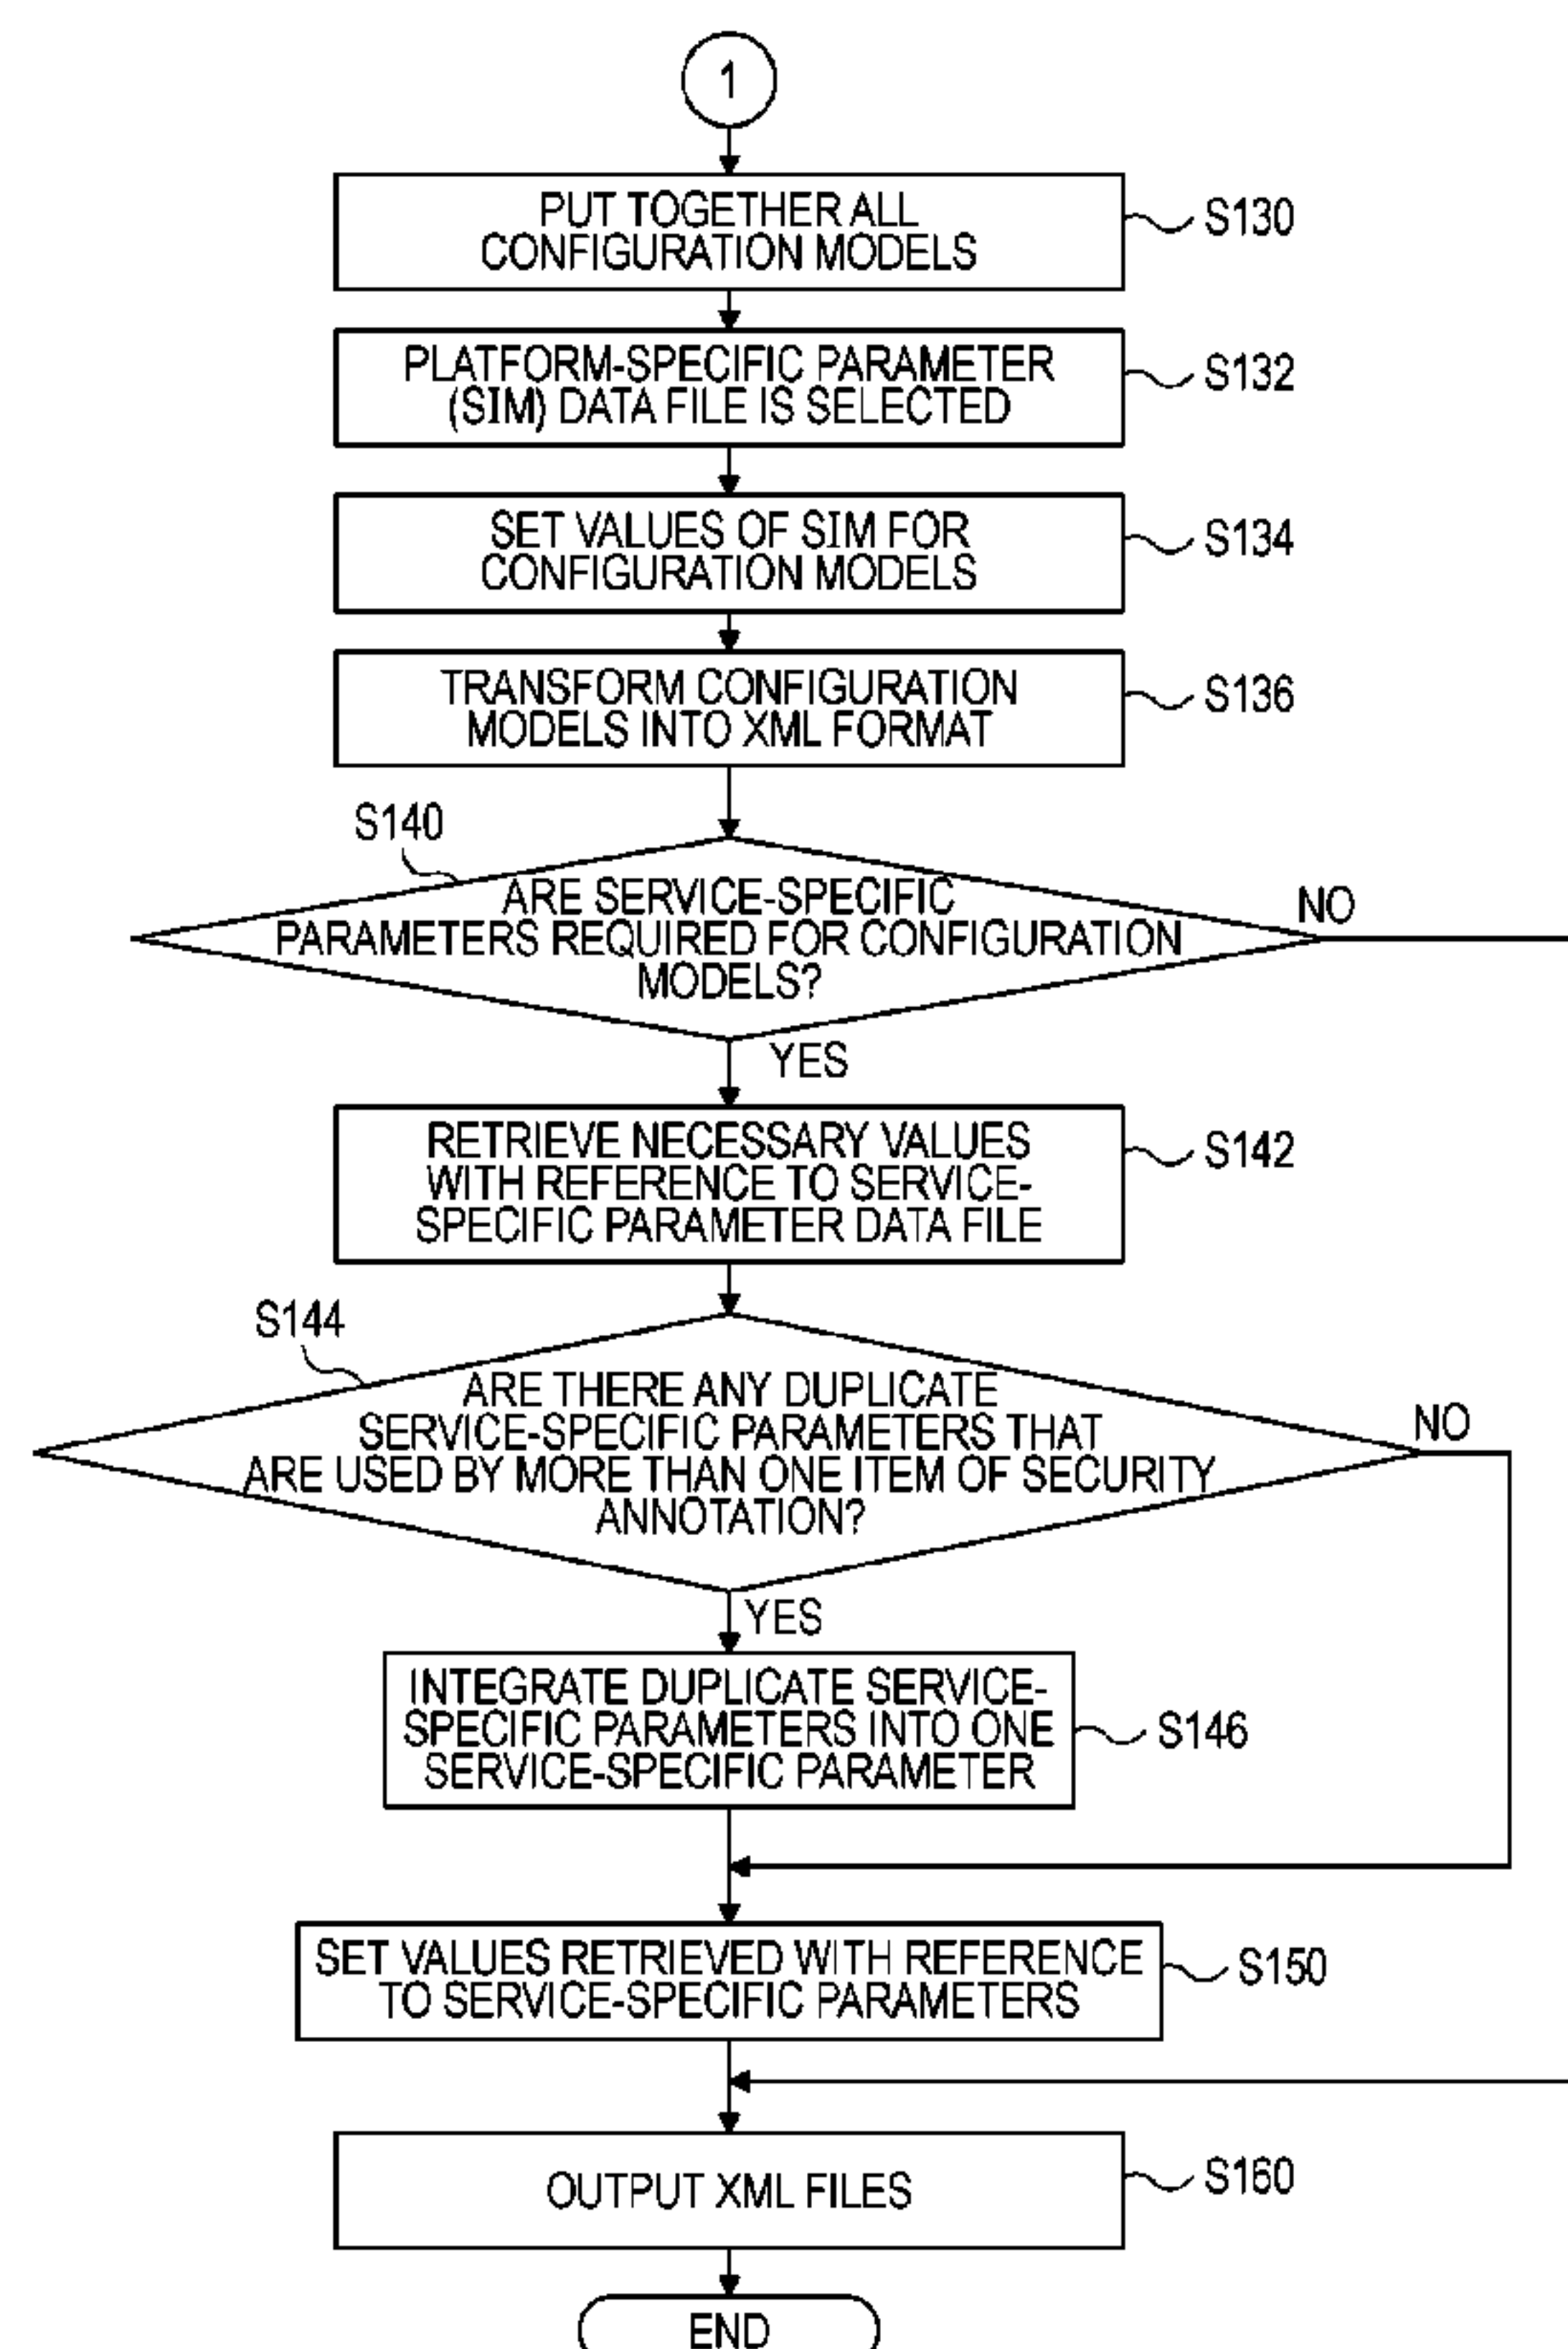 1
PUT TOGETHER ALL
CONFIGURATION MODELS
S130
PLATFORM-SPECIFIC PARAMETER
(SIM) DATA FILE IS SELECTED
S132
SET VALUES OF SIM FOR
CONFIGURATION MODELS
S134
TRANSFORM CONFIGURATION
MODELS INTO XML FORMAT
S136
S140
ARE SERVICE-SPECIFIC
PARAMETERS REQUIRED FOR CONFIGURATION
MODELS?
NO
YES
RETRIEVE NECESSARY VALUES
WITH REFERENCE TO SERVICE-
SPECIFIC PARAMETER DATA FILE
S142
S144
ARE THERE ANY DUPLICATE
SERVICE-SPECIFIC PARAMETERS THAT
ARE USED BY MORE THAN ONE ITEM OF SECURITY
ANNOTATION?
NO
YES
INTEGRATE DUPLICATE SERVICE-
SPECIFIC PARAMETERS INTO ONE
SERVICE-SPECIFIC PARAMETER
S146
SET VALUES RETRIEVED WITH REFERENCE
TO SERVICE-SPECIFIC PARAMETERS
S150
OUTPUT XML FILES
S160
END